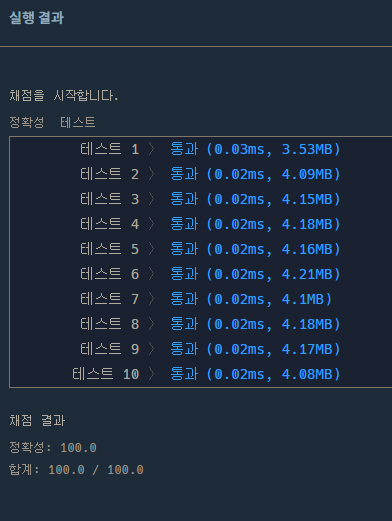 실행 결과
채점을 시작합니다.
정확성 테스트
테스트 1 〉 통과 (0.03ms, 3.53MB)
테스트 2 〉 통과 (0.02ms, 4.09MB)
테스트 3 〉 통과 (0.02ms, 4.15MB)
테스트 4 〉 통과 (0.02ms, 4.18MB)
테스트 5 〉 통과 (0.02ms, 4.16MB)
테스트 6 〉 통과 (0.02ms, 4.21MB)
테스트 7 〉 통과 (0.02ms, 4.1MB)
테스트 8 〉 통과 (0.02ms, 4.18MB)
테스트 9 〉 통과 (0.02ms, 4.17MB)
테스트 10 〉 통과 (0.02ms, 4.08MB)
채점 결과
정확성: 100.0
합계: 100.0 / 100.0